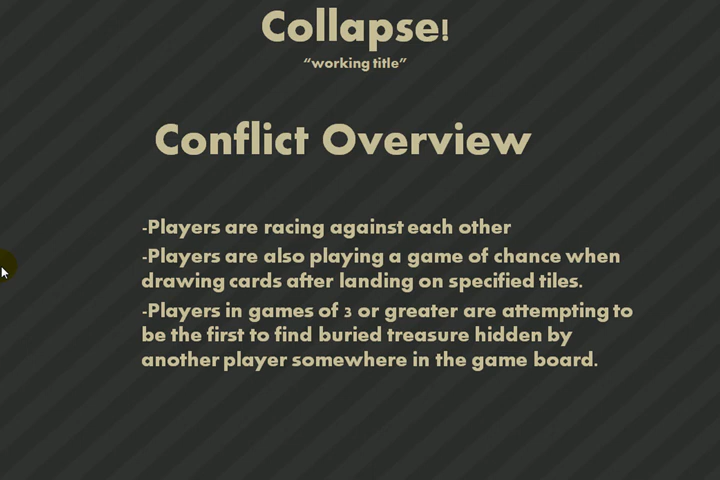 Collapse!
“working title”
Conflict Overview
-Players are racing against each other
-Players are also playing a game of chance when
drawing cards after landing on specified tiles.
-Players in games of 3 or greater are attempting to
be the first to find buried treasure hidden by
another player somewhere in the game board.